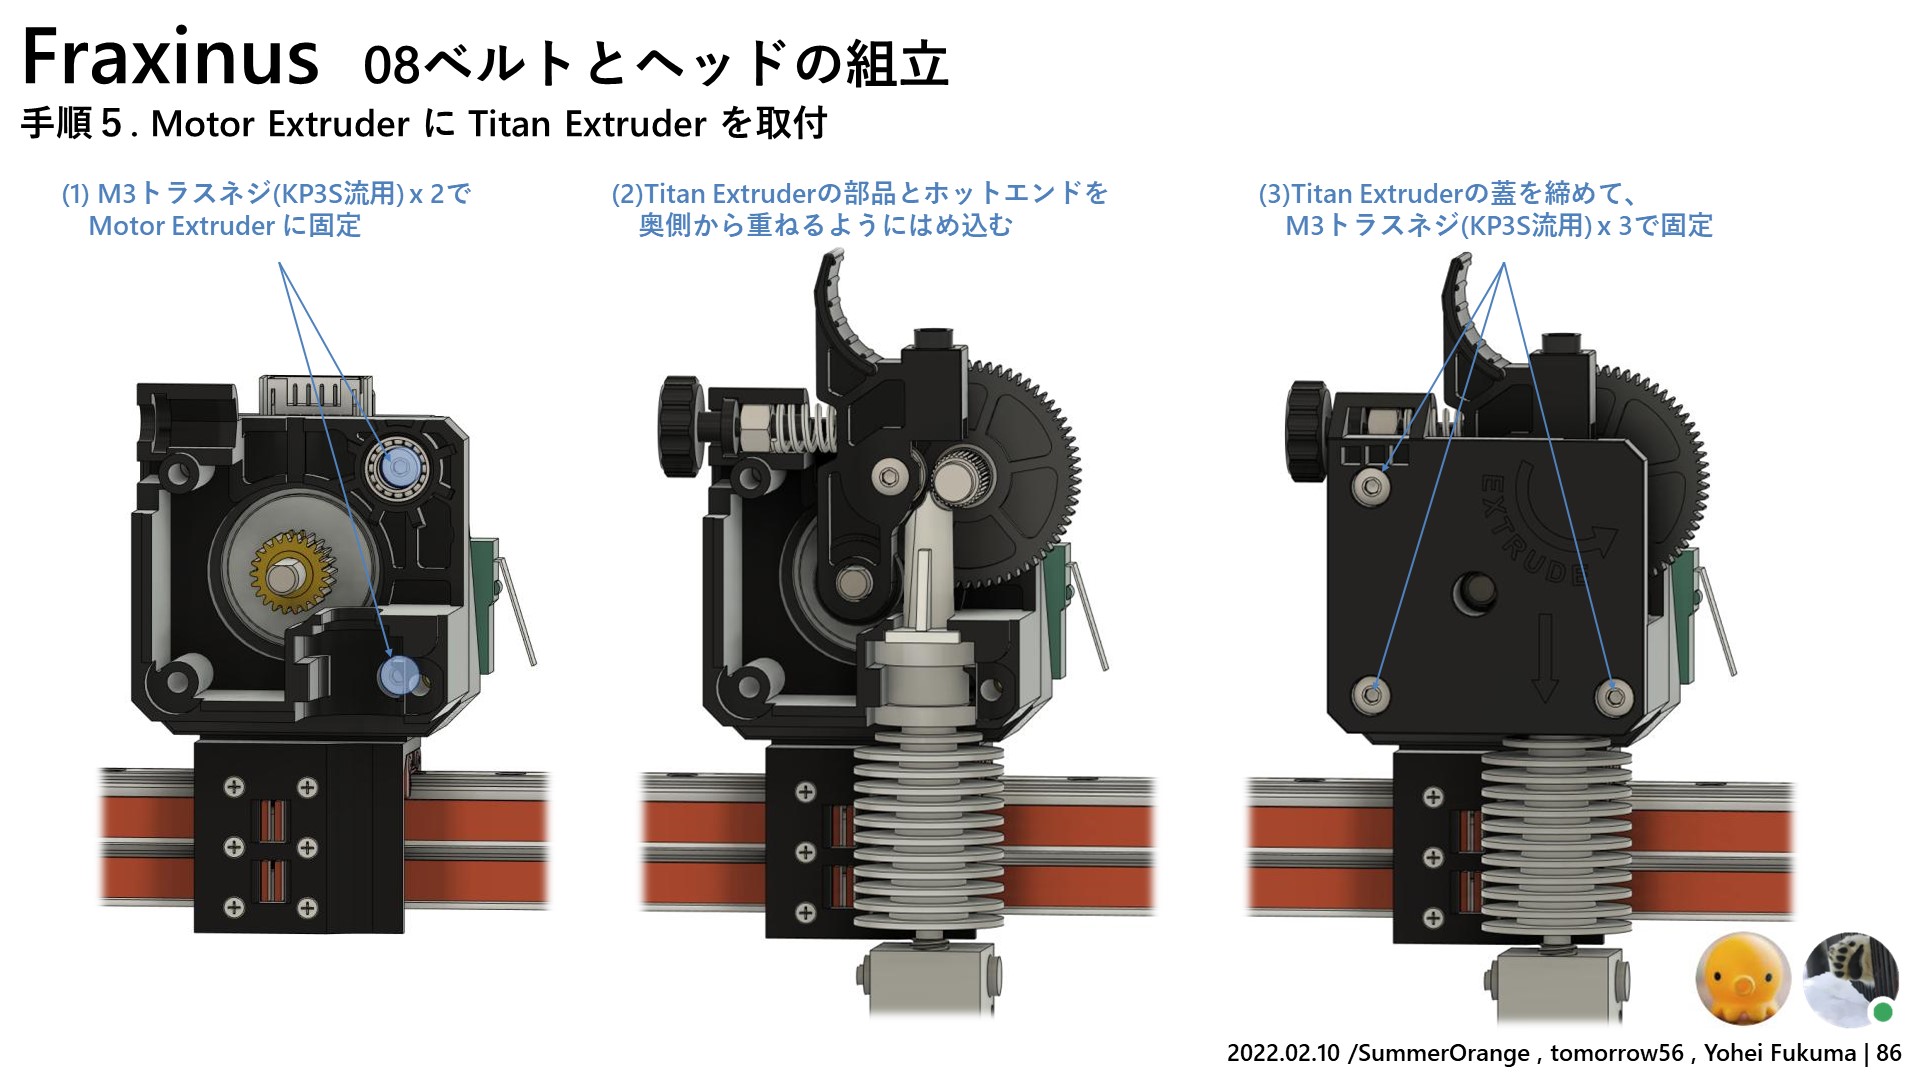 Fraxinus 08ベルトとヘッドの組立
手順５. Motor Extruder に Titan Extruder を取付
(1) M3トラスネジ(KP3S流用) x 2で
Motor Extruder に固定
(2)Titan Extruderの部品とホットエンドを
奥側から重ねるようにはめ込む
(3)Titan Extruderの蓋を締めて、
M3トラスネジ(KP3S流用) x 3で固定
EXTRUDE
2022.02.10 /SummerOrange , tomorrow56 , Yohei Fukuma | 86